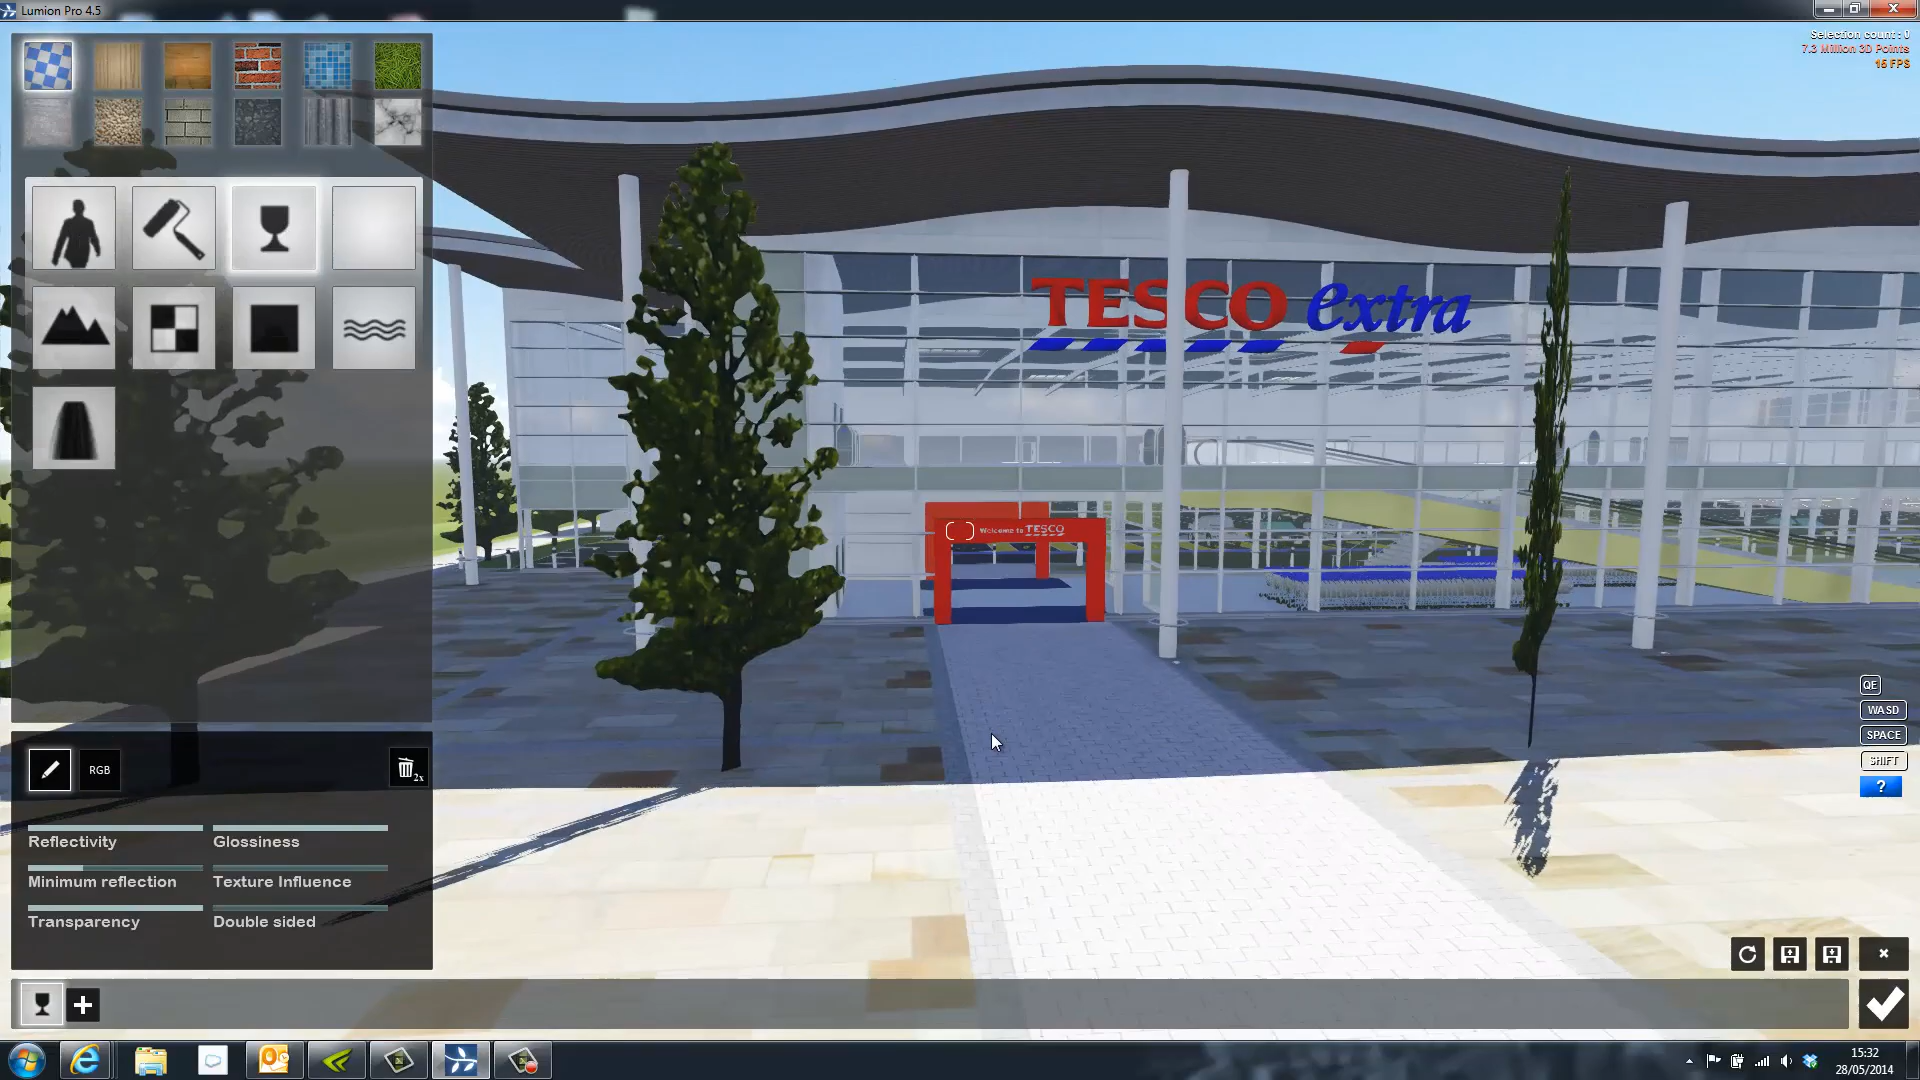 Lumion Pro 4.5
Selection count : 0
7.3 Million 3D Points
15 FPS
TESCO extra
Welcome to TESCO
QE
WASD
SPACE
SHIFT
?
RGB
2x
Reflectivity
Glossiness
Minimum reflection
Texture Influence
Transparency
Double sided
15:32
28/05/2014